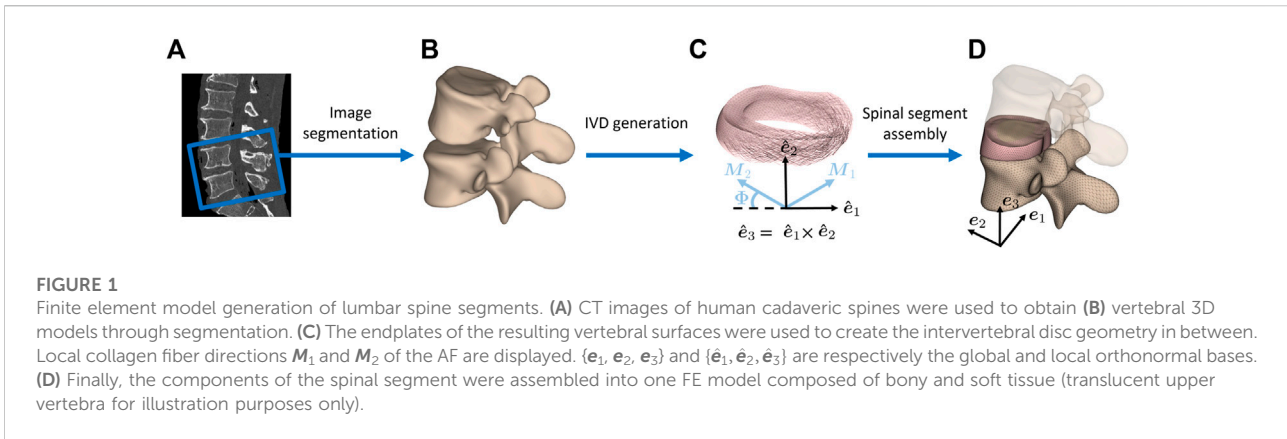 A
B
C
D
Image
segmentation
IVD generation
Spinal segment
assembly
ê₂
M₂
M₁
Φ
ê₁
ê₃ = ê₁ × ê₂
e₃
e₂
e₁
FIGURE 1
Finite element model generation of lumbar spine segments. (A) CT images of human cadaveric spines were used to obtain (B) vertebral 3D
models through segmentation. (C) The endplates of the resulting vertebral surfaces were used to create the intervertebral disc geometry in between.
Local collagen fiber directions M₁ and M₂ of the AF are displayed. {e₁, e₂, e₃} and {ê₁, ê₂, ê₃} are respectively the global and local orthonormal bases.
(D) Finally, the components of the spinal segment were assembled into one FE model composed of bony and soft tissue (translucent upper
vertebra for illustration purposes only).